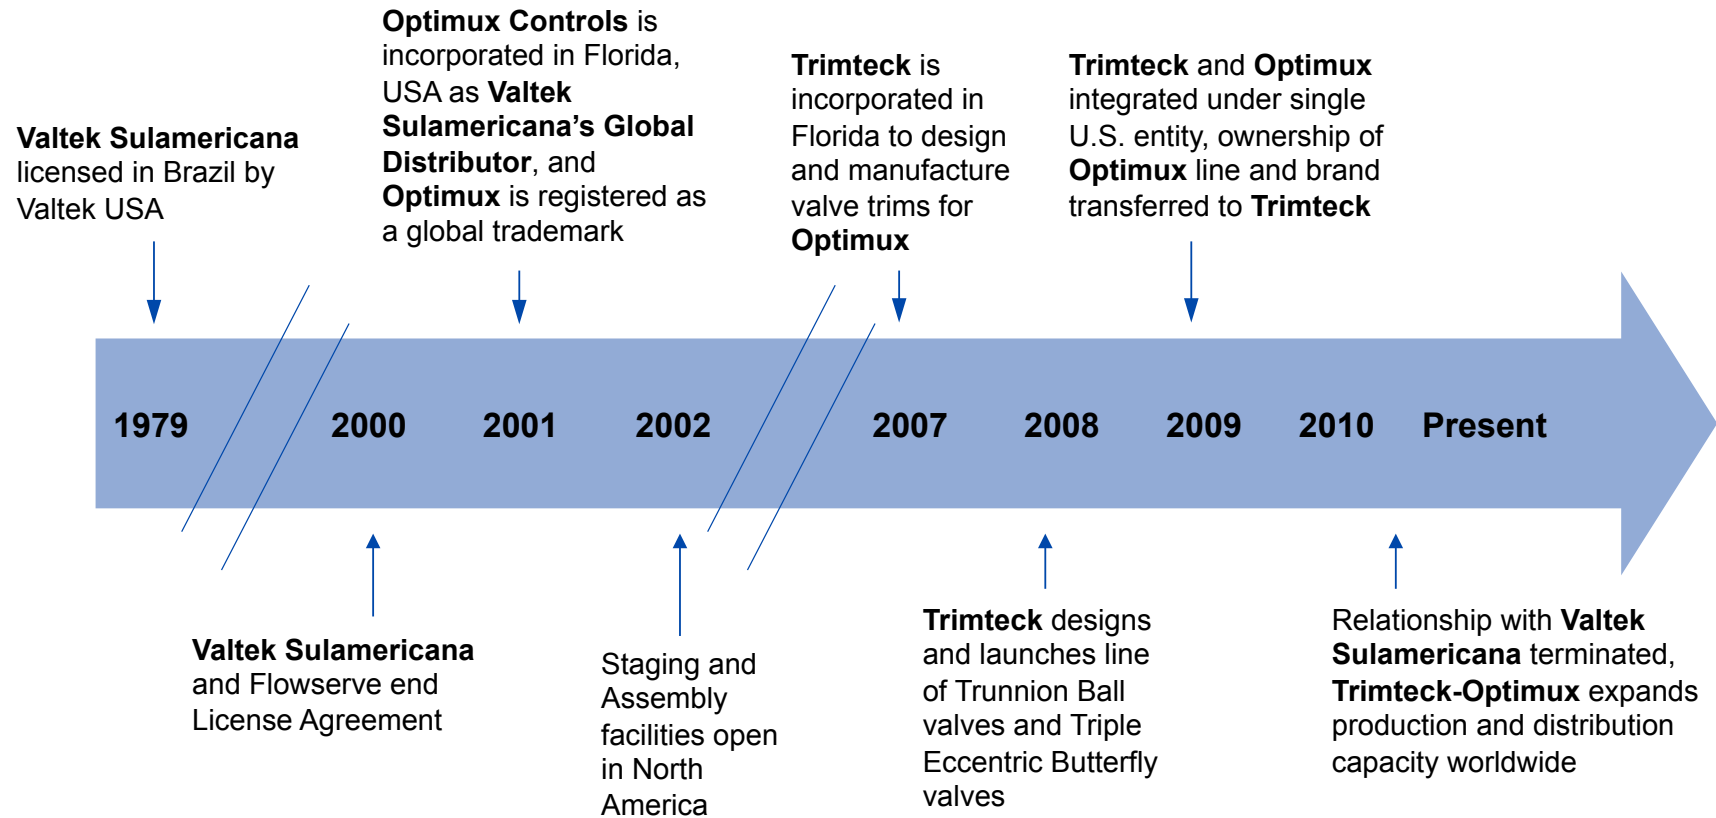 Valtek Sulamericana
licensed in Brazil by
Valtek USA
Optimux Controls is
incorporated in Florida,
USA as Valtek
Sulamericana’s Global
Distributor, and
Optimux is registered as
a global trademark
Trimteck is
incorporated in
Florida to design
and manufacture
valve trims for
Optimux
Trimteck and Optimux
integrated under single
U.S. entity, ownership of
Optimux line and brand
transferred to Trimteck
1979
2000
2001
2002
2007
2008
2009
2010
Present
Valtek Sulamericana
and Flowserve end
License Agreement
Staging and
Assembly
facilities open
in North
America
Trimteck designs
and launches line
of Trunnion Ball
valves and Triple
Eccentric Butterfly
valves
Relationship with Valtek
Sulamericana terminated,
Trimteck-Optimux expands
production and distribution
capacity worldwide